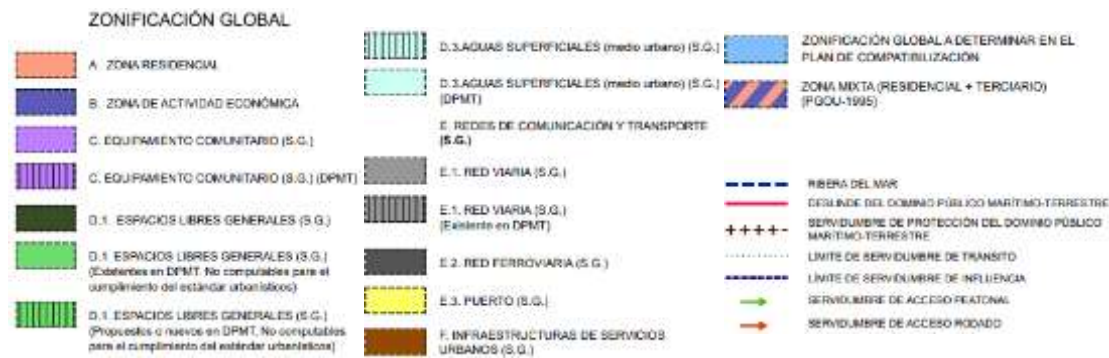 ZONIFICACIÓN GLOBAL
A. ZONA RESIDENCIAL
B. ZONA DE ACTIVIDAD ECONÓMICA
C. EQUIPAMIENTO COMUNITARIO (S.G.)
C. EQUIPAMIENTO COMUNITARIO (S.G.) (DPMT)
D.1. ESPACIOS LIBRES GENERALES (S.G.)
D.1. ESPACIOS LIBRES GENERALES (S.G.)
(Existentes en DPMT. No computables para el
cumplimiento del estándar urbanísticos)
D.1. ESPACIOS LIBRES GENERALES (S.G.)
(Propuestos o nuevos en DPMT. No computables
para el cumplimiento del estándar urbanísticos)
D.3.AGUAS SUPERFICIALES (medio urbano) (S.G.)
D.3.AGUAS SUPERFICIALES (medio urbano) (S.G.)
(DPMT)
E. REDES DE COMUNICACIÓN Y TRANSPORTE
(S.G.)
E.1. RED VIARIA (S.G.)
E.1. RED VIARIA (S.G.)
(Existente en DPMT)
E.2. RED FERROVIARIA (S.G.)
E.3. PUERTO (S.G.)
F. INFRAESTRUCTURAS DE SERVICIOS
URBANOS (S.G.)
ZONIFICACIÓN GLOBAL A DETERMINAR EN EL
PLAN DE COMPATIBILIZACIÓN
ZONA MIXTA (RESIDENCIAL + TERCIARIO)
(PGOU-1995)
RIBERA DEL MAR
DESLINDE DEL DOMINIO PÚBLICO MARÍTIMO-TERRESTRE
SERVIDUMBRE DE PROTECCIÓN DEL DOMINIO PÚBLICO
MARÍTIMO-TERRESTRE
LÍMITE DE SERVIDUMBRE DE TRÁNSITO
LÍMITE DE SERVIDUMBRE DE INFLUENCIA
SERVIDUMBRE DE ACCESO PEATONAL
SERVIDUMBRE DE ACCESO RODADO